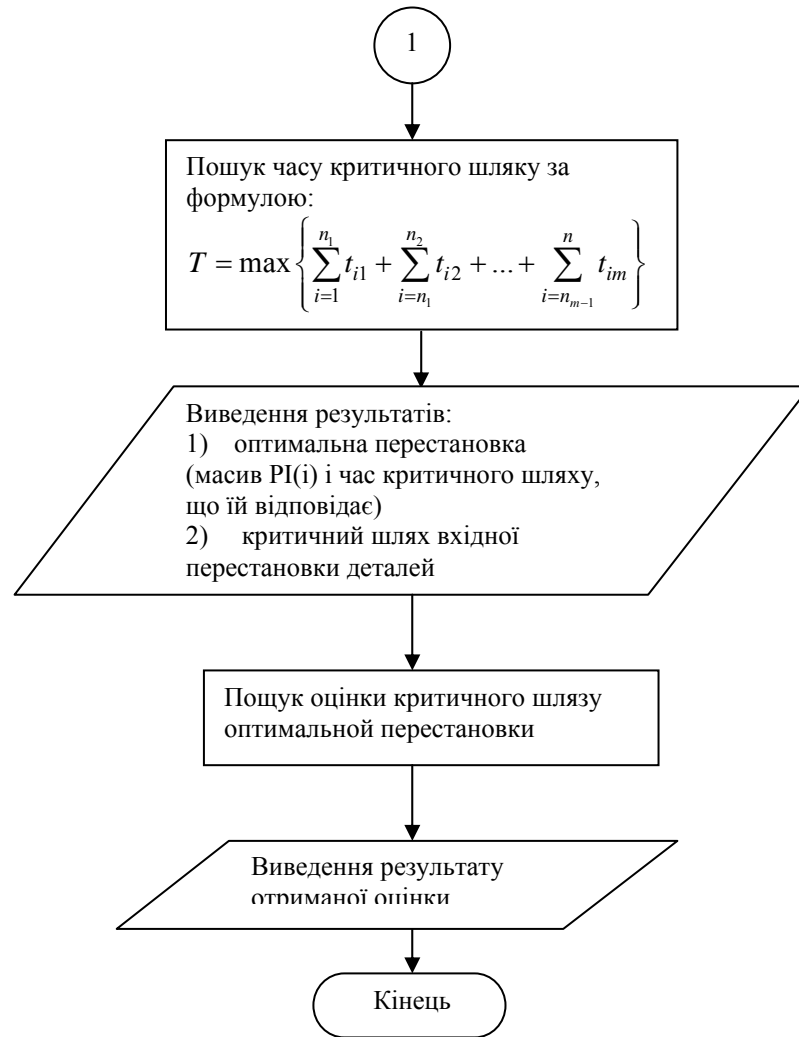 1
Пошук часу критичного шляку за
формулою:
T = max{∑_{i=1}^{n_1} t_{i1} + ∑_{i=n_1}^{n_2} t_{i2} + ... + ∑_{i=n_{m-1}}^{n} t_{im}}
Виведення результатів:
1) оптимальна перестановка
(масив PI(i) і час критичного шляху,
що їй відповідає)
2) критичний шлях вхідної
перестановки деталей
Пощук оцінки критичного шлязу
оптимальной перестановки
Виведення результату
отриманої оцінки
Кінець